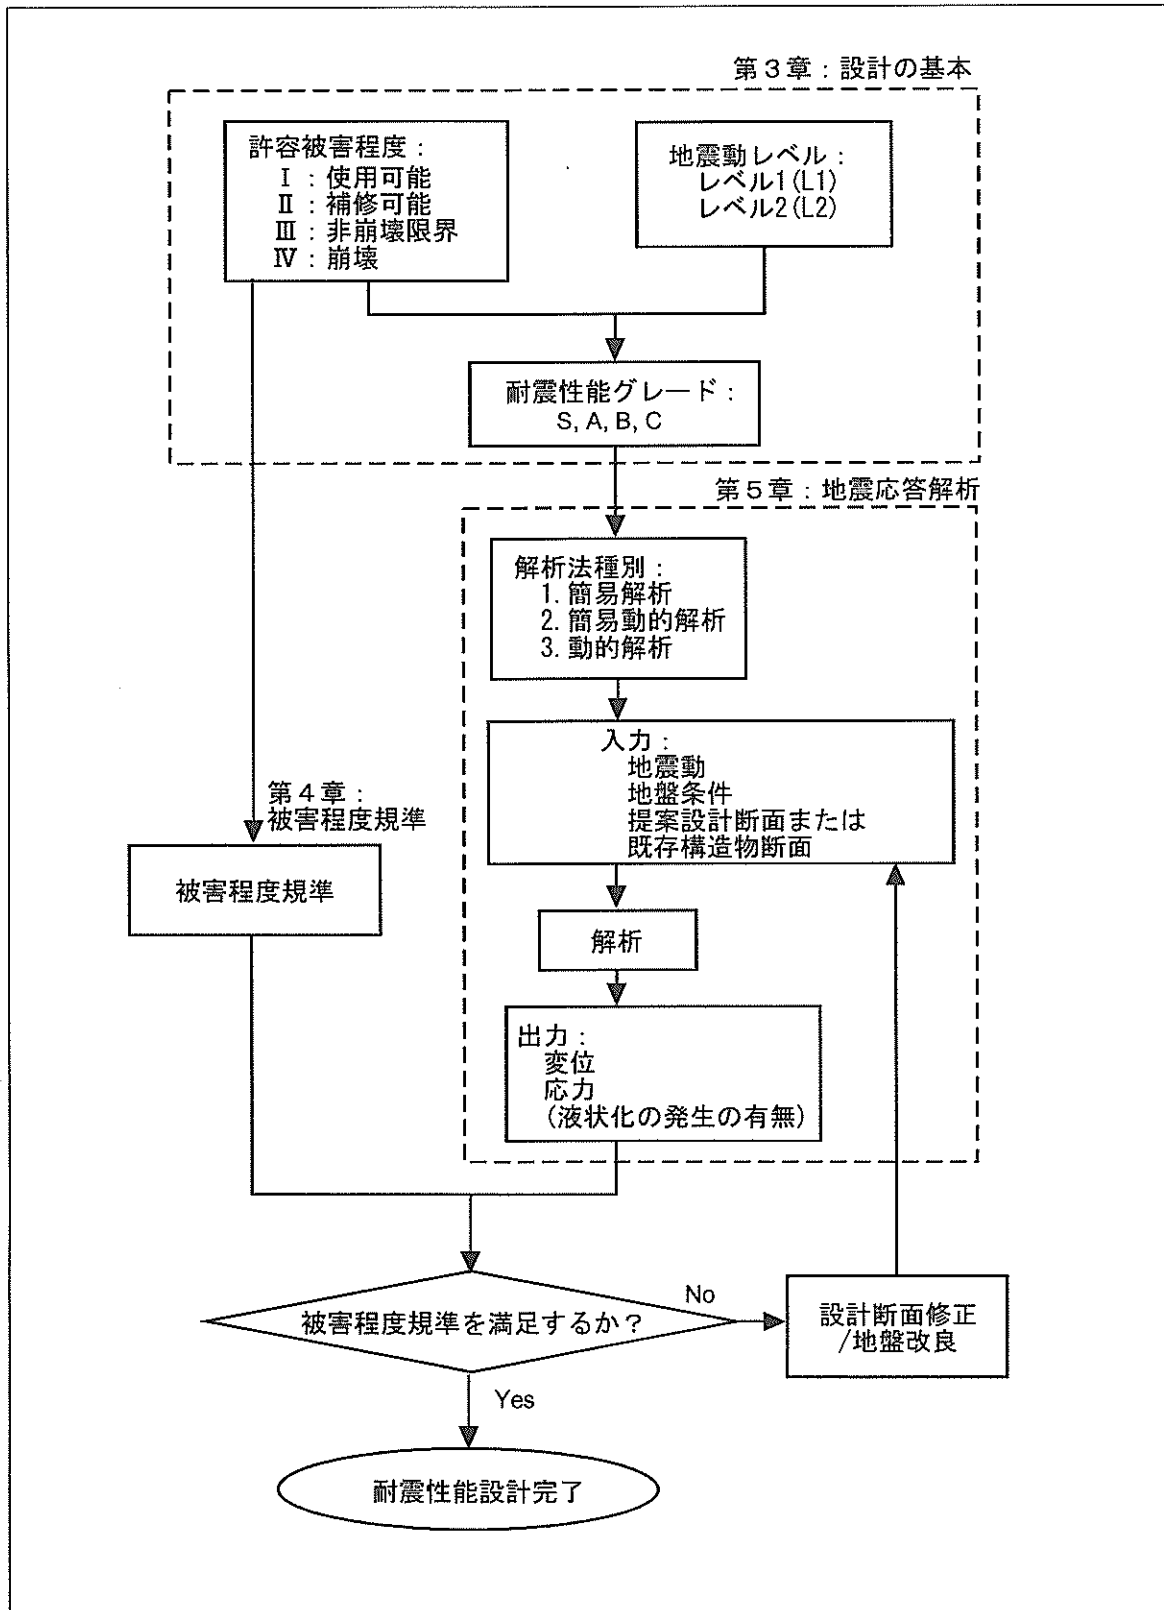 第３章：設計の基本
許容被害程度：
Ⅰ：使用可能
Ⅱ：補修可能
Ⅲ：非崩壊限界
Ⅳ：崩壊
地震動レベル：
レベル1(L1)
レベル2(L2)
耐震性能グレード：
S, A, B, C
第５章：地震応答解析
解析法種別：
1. 簡易解析
2. 簡易動的解析
3. 動的解析
入力：
地震動
地盤条件
提案設計断面または
既存構造物断面
第４章：
被害程度規準
被害程度規準
解析
出力：
変位
応力
(液状化の発生の有無)
被害程度規準を満足するか？
No
設計断面修正
/地盤改良
Yes
耐震性能設計完了